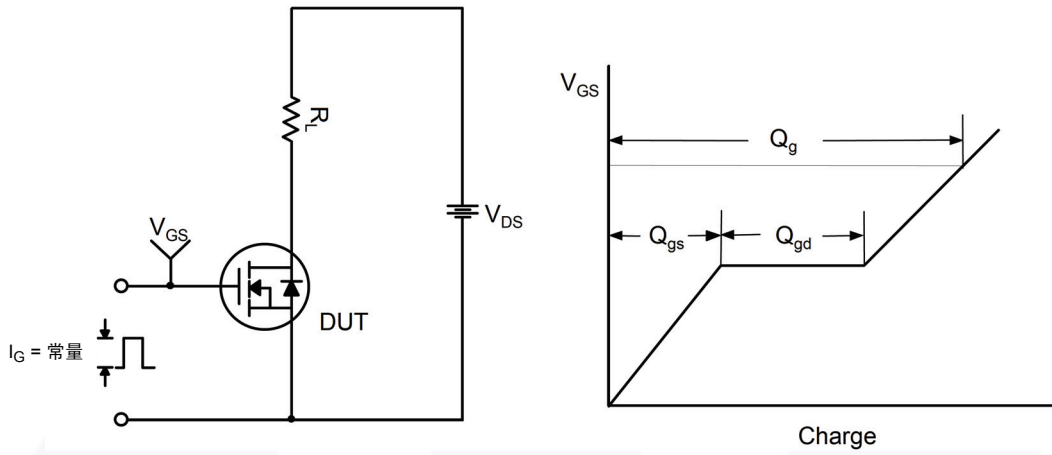 R_L
V_GS
V_DS
DUT
I_G = 常量
V_GS
Q_g
Q_gs
Q_gd
Charge